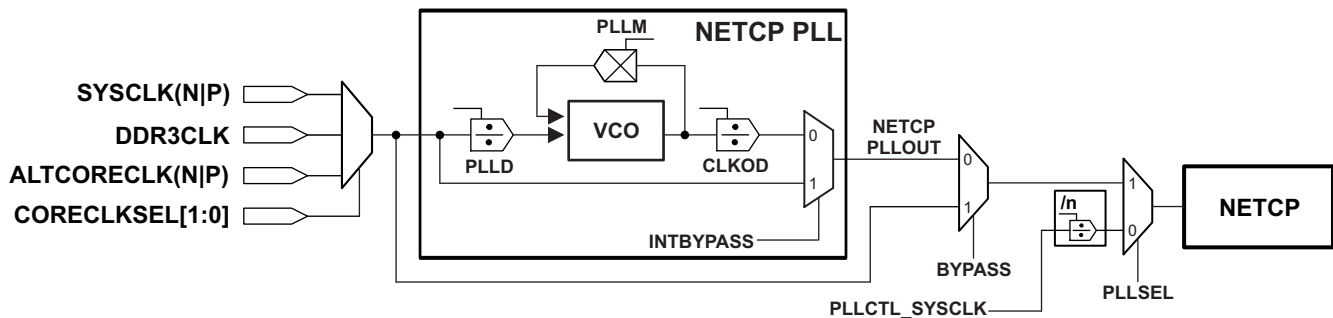 NETCP PLL
PLLM
SYSCLK(N|P)
DDR3CLK
ALTCORECLK(N|P)
CORECLKSEL[1:0]
VCO
PLLD
CLKOD
0
1
INTBYPASS
NETCP
PLLOUT
0
1
BYPASS
/n
1
0
PLLSEL
PLLCTL_SYSCLK
NETCP